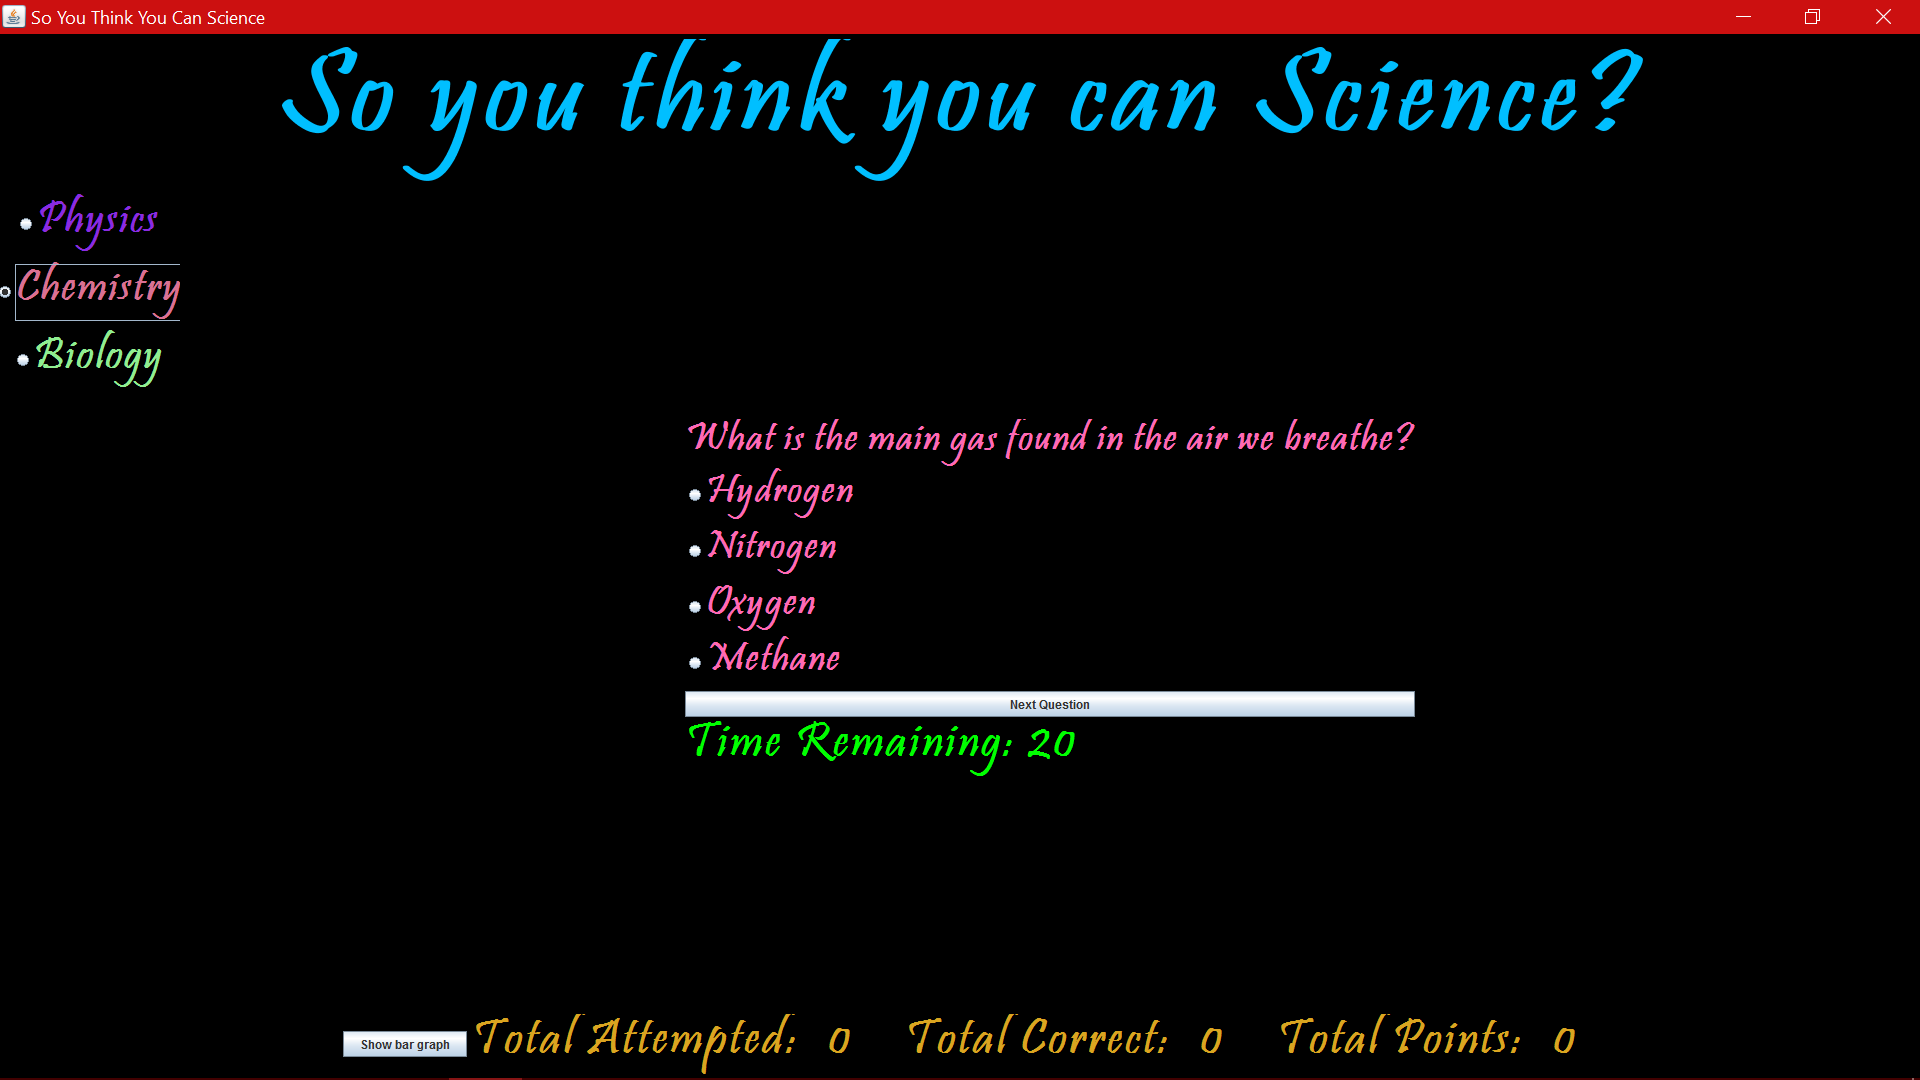 So You Think You Can Science
So you think you can Science?
Physics
Chemistry
Biology
What is the main gas found in the air we breathe?
Hydrogen
Nitrogen
Oxygen
Methane
Next Question
Time Remaining: 20
Show bar graph Total Attempted: 0 Total Correct: 0 Total Points: 0